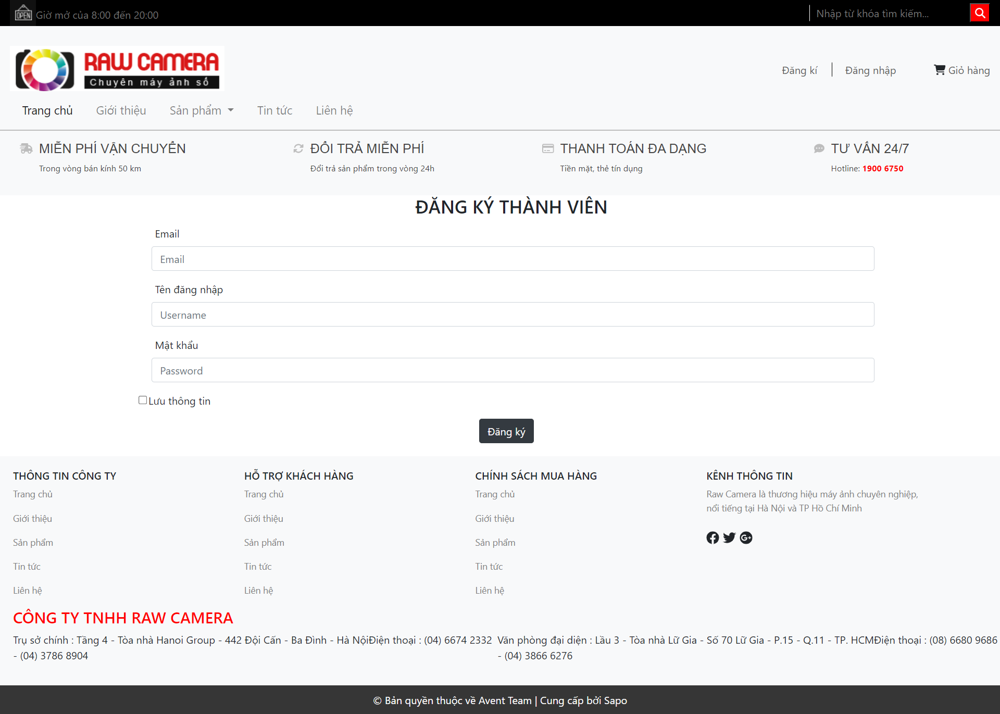 OPEN Giờ mở của 8:00 đến 20:00
Nhập từ khóa tìm kiếm...
RAW CAMERA
Chuyên máy ảnh số
Đăng kí
Đăng nhập
Giỏ hàng
Trang chủ
Giới thiệu
Sản phẩm
Tin tức
Liên hệ
MIỄN PHÍ VẬN CHUYỂN
Trong vòng bán kính 50 km
ĐỔI TRẢ MIỄN PHÍ
Đổi trả sản phẩm trong vòng 24h
THANH TOÁN ĐA DẠNG
Tiền mặt, thẻ tín dụng
TƯ VẤN 24/7
Hotline: 1900 6750
ĐĂNG KÝ THÀNH VIÊN
Email
Email
Tên đăng nhập
Username
Mật khẩu
Password
Lưu thông tin
Đăng ký
THÔNG TIN CÔNG TY
Trang chủ
Giới thiệu
Sản phẩm
Tin tức
Liên hệ
HỖ TRỢ KHÁCH HÀNG
Trang chủ
Giới thiệu
Sản phẩm
Tin tức
Liên hệ
CHÍNH SÁCH MUA HÀNG
Trang chủ
Giới thiệu
Sản phẩm
Tin tức
Liên hệ
KÊNH THÔNG TIN
Raw Camera là thương hiệu máy ảnh chuyên nghiệp,
nổi tiếng tại Hà Nội và TP Hồ Chí Minh
CÔNG TY TNHH RAW CAMERA
Trụ sở chính : Tầng 4 - Tòa nhà Hanoi Group - 442 Đội Cấn - Ba Đình - Hà NộiĐiện thoại : (04) 6674 2332
- (04) 3786 8904
Văn phòng đại diện : Lầu 3 - Tòa nhà Lữ Gia - Số 70 Lữ Gia - P.15 - Q.11 - TP. HCMĐiện thoại : (08) 6680 9686
- (04) 3866 6276
© Bản quyền thuộc về Avent Team | Cung cấp bởi Sapo